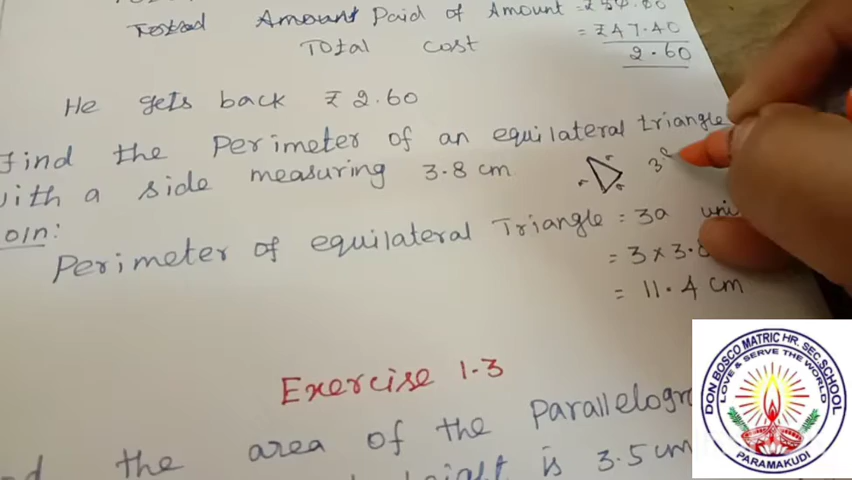 Amount Paid of Amount =
Total cost = ₹47.40
2.60
He gets back ₹ 2.60
Find the Perimeter of an equilateral triangle
with a side measuring 3.8 cm
Soln:
Perimeter of equilateral Triangle = 3a
= 3 x 3.8
= 11.4 cm
Exercise 1.3
the area of the
is 3.5 cm
DON BOSCO MATRIC HR. SEC. SCHOOL
LOVE & SERVE THE WORLD
PARAMAKUDI